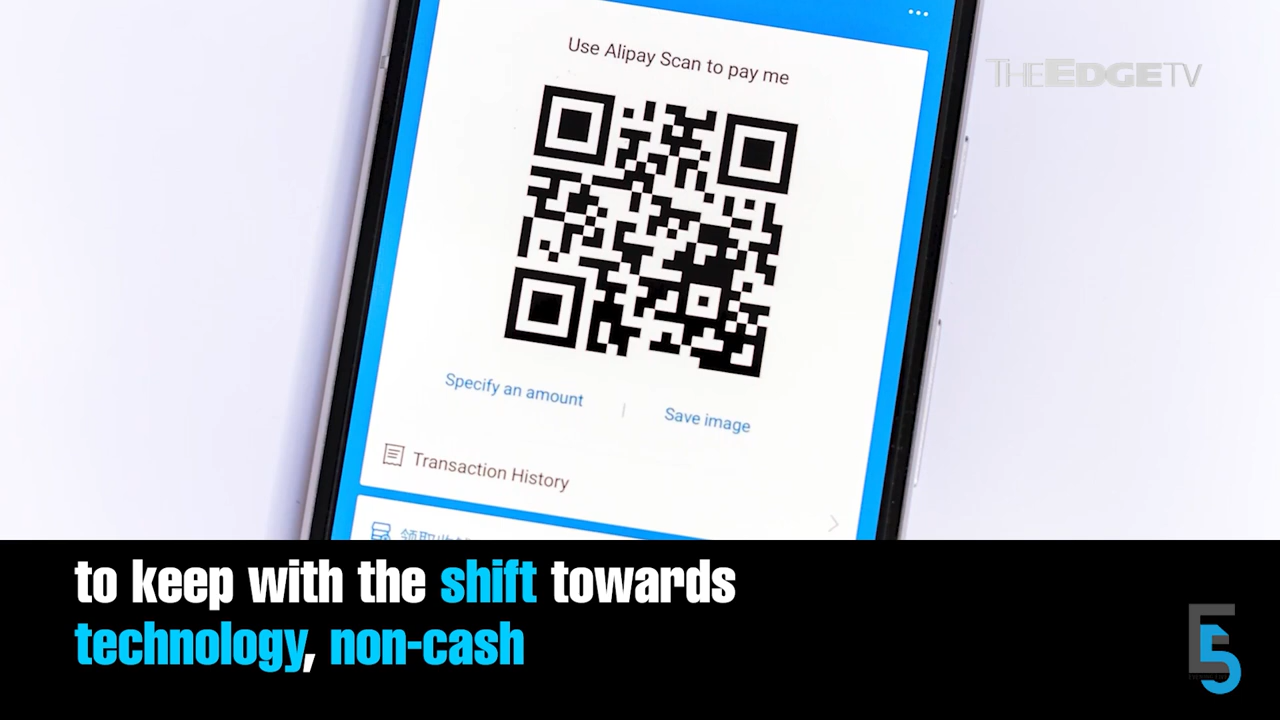 Use Alipay Scan to pay me
THEEDGETV
Specify an amount
Save image
Transaction History
to keep with the shift towards
technology, non-cash
E5